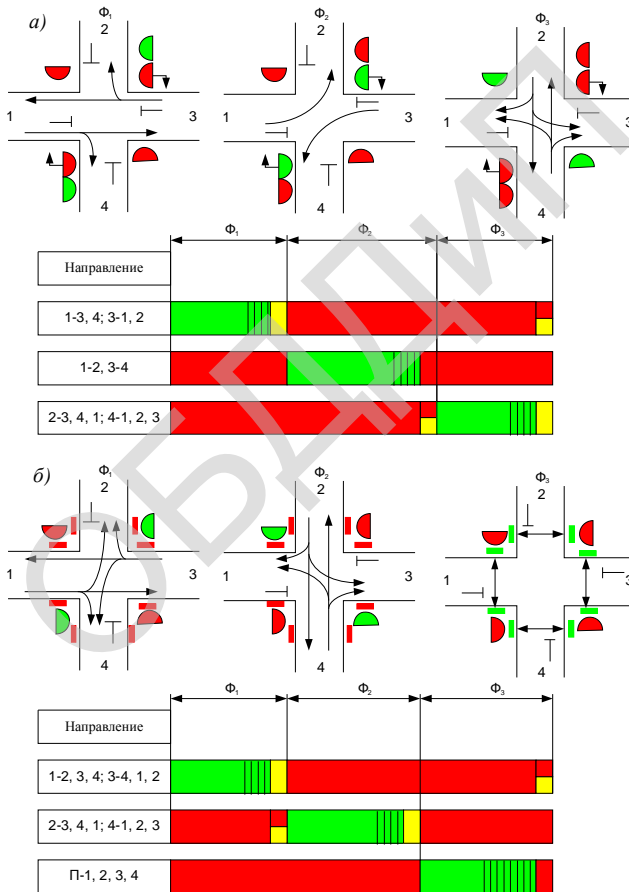 а)
Ф₁
Ф₂
Ф₃
2
2
2
1
3
1
3
1
3
4
4
4
Ф₁
Ф₂
Ф₃
Направление
1-3, 4; 3-1, 2
1-2, 3-4
2-3, 4, 1; 4-1, 2, 3
б)
Ф₁
Ф₂
Ф₃
2
2
2
1
3
1
3
1
3
4
4
4
Ф₁
Ф₂
Ф₃
Направление
1-2, 3, 4; 3-4, 1, 2
2-3, 4, 1; 4-1, 2, 3
П-1, 2, 3, 4
ОБДДиП